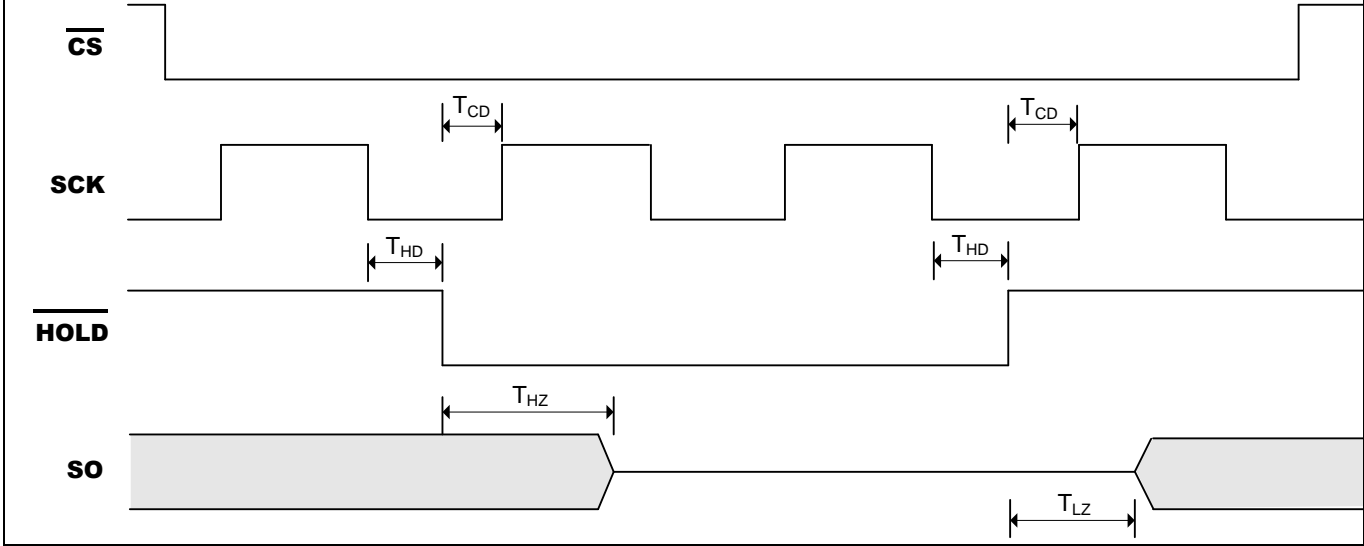 CS
T_CD T_CD
SCK
T_HD T_HD
HOLD
T_HZ
SO
T_LZ